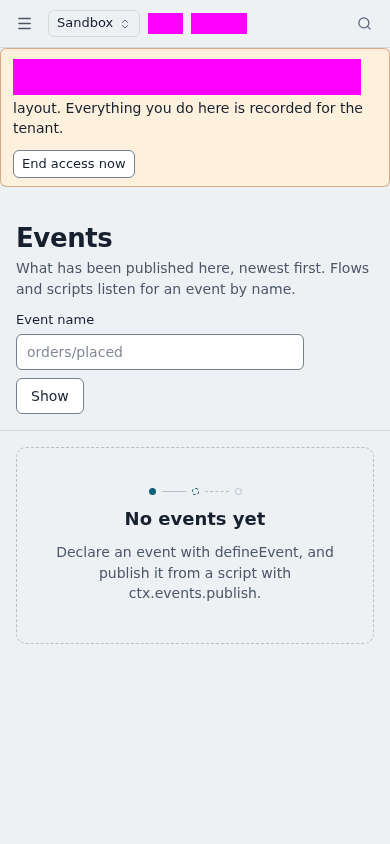 Sandbox
layout. Everything you do here is recorded for the
tenant.
End access now
Events
What has been published here, newest first. Flows
and scripts listen for an event by name.
Event name
orders/placed
Show
No events yet
Declare an event with defineEvent, and
publish it from a script with
ctx.events.publish.